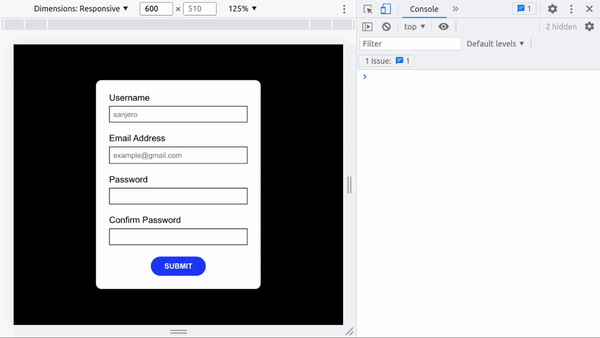 Dimensions: Responsive ▼ 600 × 510 125% ▼
Console » 1
top ▼ 2 hidden
Filter Default levels ▼
1 Issue: 1
Username
sanjero
Email Address
example@gmail.com
Password
Confirm Password
SUBMIT